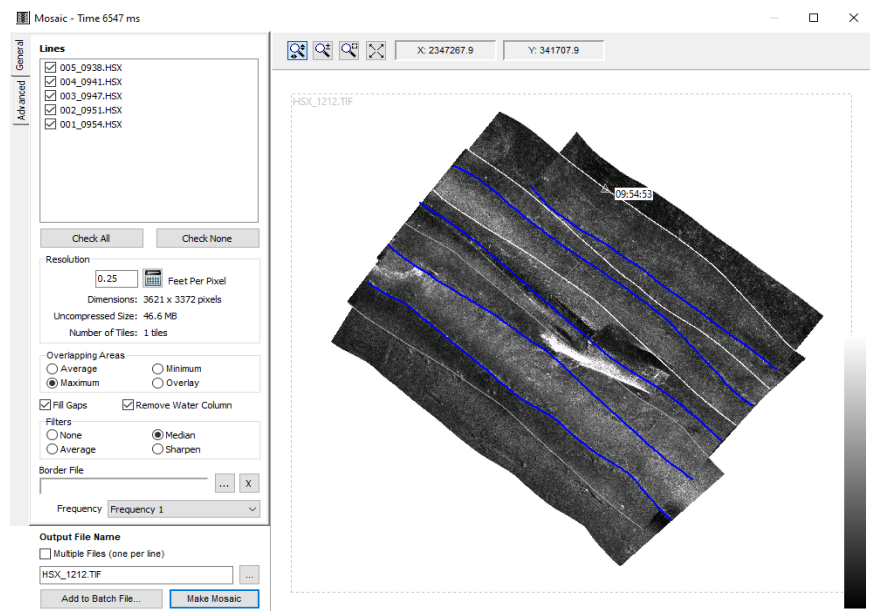 Mosaic - Time 6547 ms
General
Advanced
Lines
005_0938.HSX
004_0941.HSX
003_0947.HSX
002_0951.HSX
001_0954.HSX
Check All Check None
Resolution
0.25 Feet Per Pixel
Dimensions: 3621 x 3372 pixels
Uncompressed Size: 46.6 MB
Number of Tiles: 1 tiles
Overlapping Areas
Average Minimum
Maximum Overlay
Fill Gaps Remove Water Column
Filters
None Median
Average Sharpen
Border File
... X
Frequency Frequency 1
Output File Name
Multiple Files (one per line)
HSX_1212.TIF ...
Add to Batch File... Make Mosaic
X: 2347267.9 Y: 341707.9
HSX_1212.TIF
09:54:53